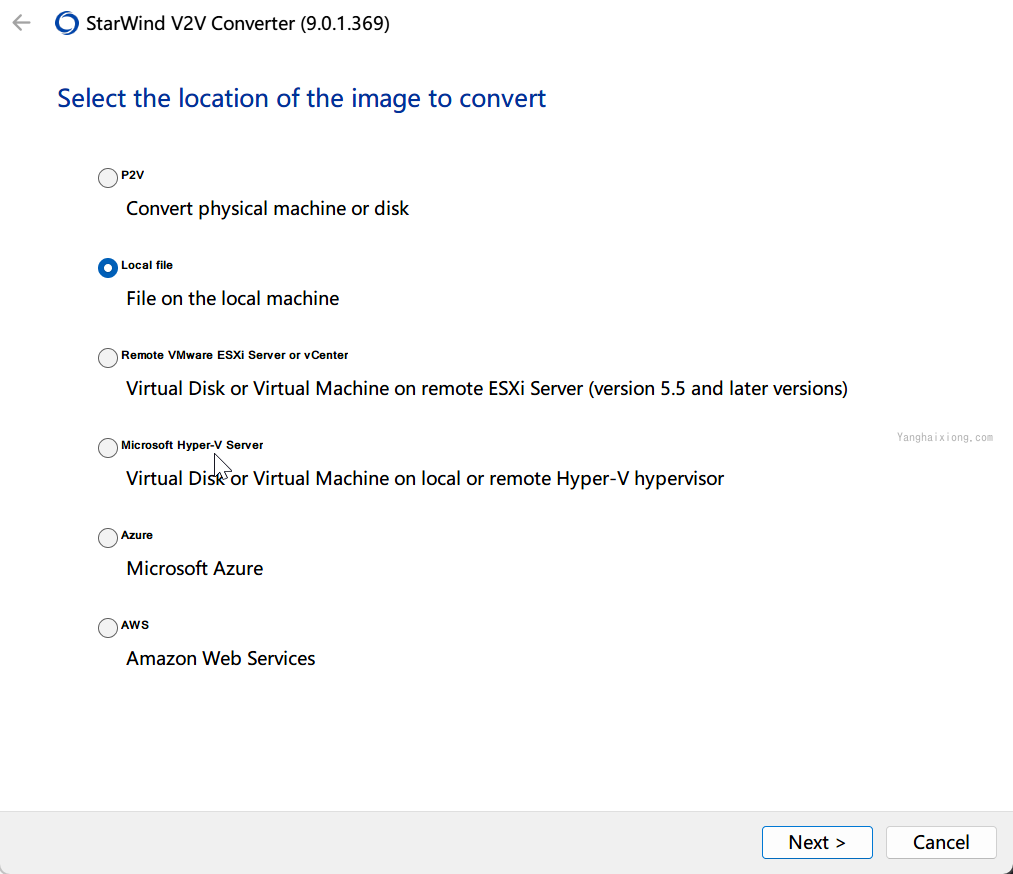 StarWind V2V Converter (9.0.1.369)
Select the location of the image to convert
P2V
Convert physical machine or disk
Local file
File on the local machine
Remote VMware ESXi Server or vCenter
Virtual Disk or Virtual Machine on remote ESXi Server (version 5.5 and later versions)
Yanghaixiong.com
Microsoft Hyper-V Server
Virtual Disk or Virtual Machine on local or remote Hyper-V hypervisor
Azure
Microsoft Azure
AWS
Amazon Web Services
Next >
Cancel